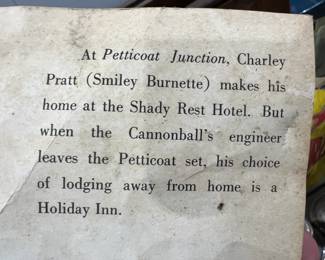 At Petticoat Junction, Charley
Pratt (Smiley Burnette) makes his
home at the Shady Rest Hotel. But
when the Cannonball's engineer
leaves the Petticoat set, his choice
of lodging away from home is a
Holiday Inn.